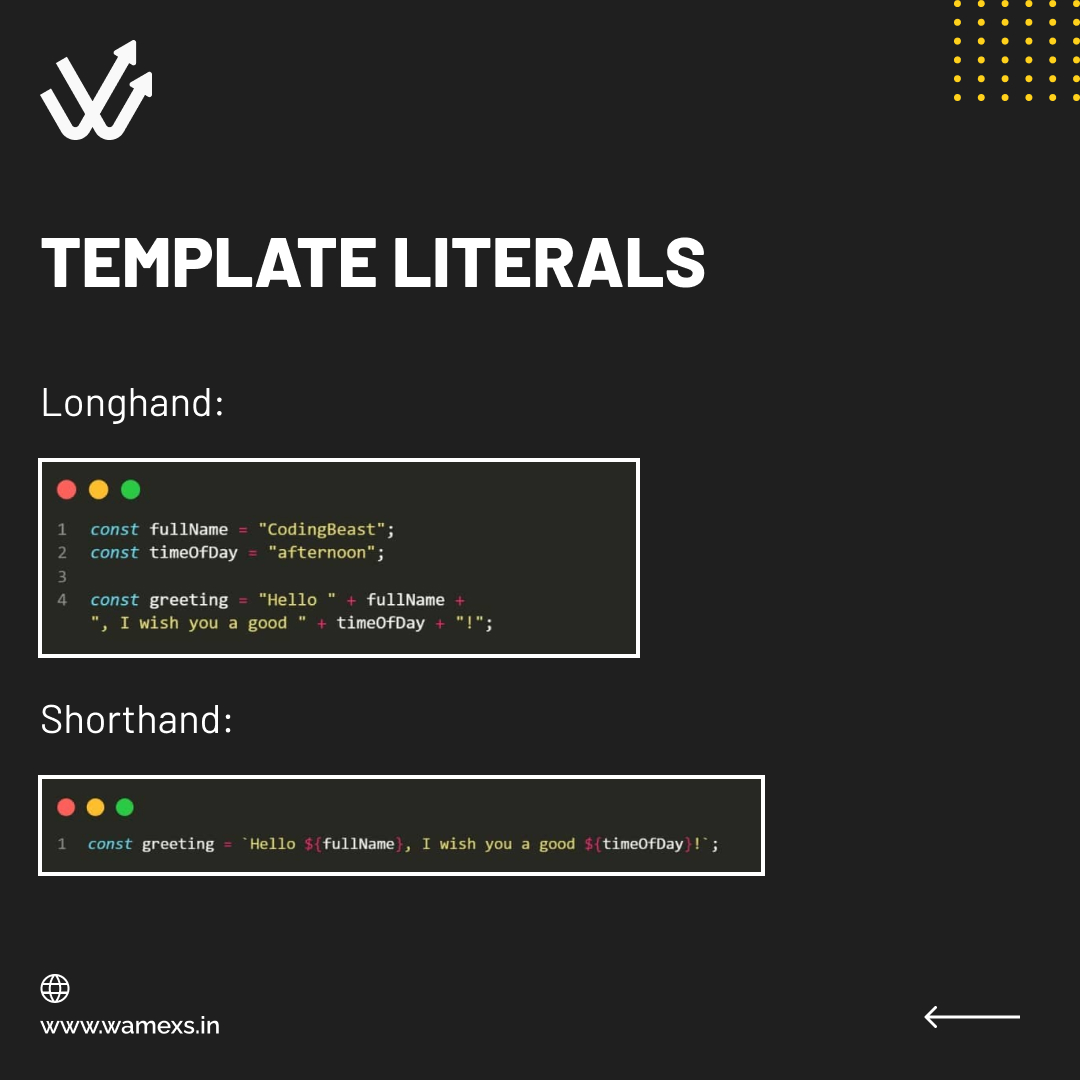 TEMPLATE LITERALS
Longhand:
1 const fullName = "CodingBeast";
2 const timeOfDay = "afternoon";
3
4 const greeting = "Hello " + fullName +
", I wish you a good " + timeOfDay + "!";
Shorthand:
1 const greeting = `Hello ${fullName}, I wish you a good ${timeOfDay}!`;
www.wamexs.in